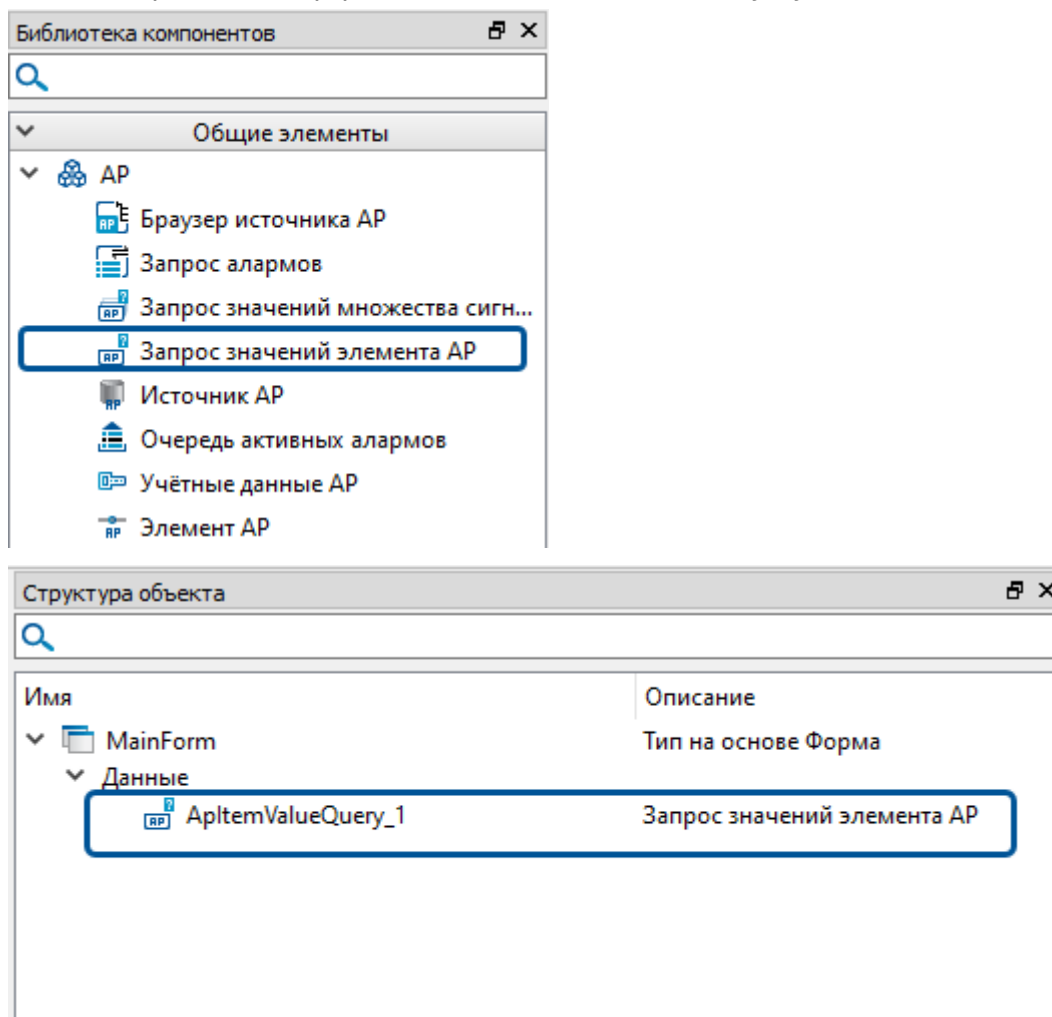 Библиотека компонентов
Общие элементы
АР
Браузер источника АР
Запрос алармов
Запрос значений множества сигн...
Запрос значений элемента АР
Источник АР
Очередь активных алармов
Учётные данные АР
Элемент АР
Структура объекта
Имя Описание
MainForm Тип на основе Форма
Данные
ApItemValueQuery_1 Запрос значений элемента АР